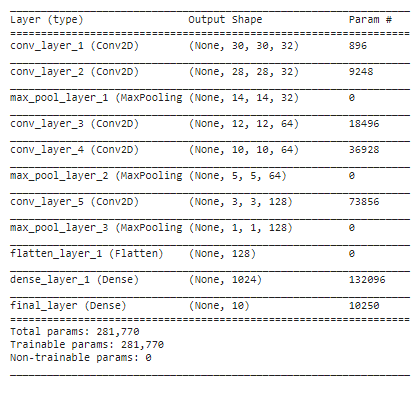 Layer (type) Output Shape Param #
conv_layer_1 (Conv2D) (None, 30, 30, 32) 896
conv_layer_2 (Conv2D) (None, 28, 28, 32) 9248
max_pool_layer_1 (MaxPooling (None, 14, 14, 32) 0
conv_layer_3 (Conv2D) (None, 12, 12, 64) 18496
conv_layer_4 (Conv2D) (None, 10, 10, 64) 36928
max_pool_layer_2 (MaxPooling (None, 5, 5, 64) 0
conv_layer_5 (Conv2D) (None, 3, 3, 128) 73856
max_pool_layer_3 (MaxPooling (None, 1, 1, 128) 0
flatten_layer_1 (Flatten) (None, 128) 0
dense_layer_1 (Dense) (None, 1024) 132096
final_layer (Dense) (None, 10) 10250
Total params: 281,770
Trainable params: 281,770
Non-trainable params: 0